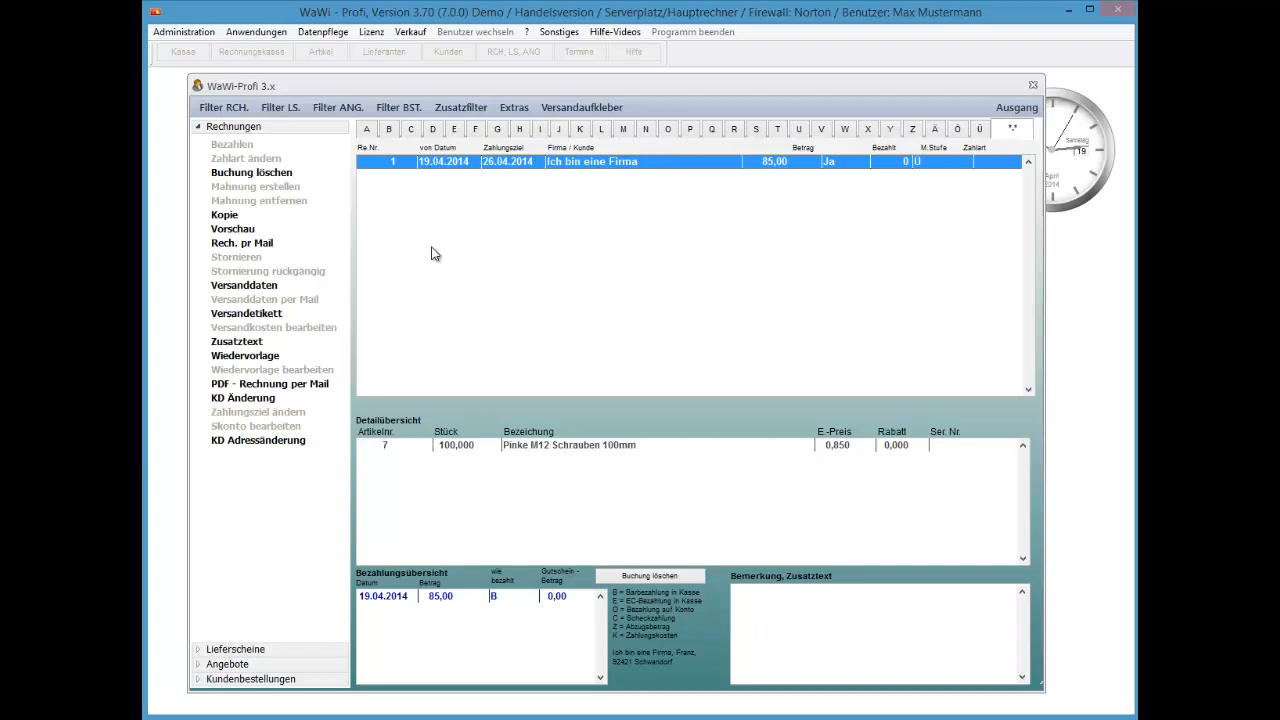 WaWi - Profi, Version 3.70 (7.0.0) Demo / Handelsversion / Serverplatz/Hauptrechner / Firewall: Norton / Benutzer: Max Mustermann
Administration Anwendungen Datenpflege Lizenz Verkauf Benutzer wechseln ? Sonstiges Hilfe-Videos Programm beenden
Kasse Rechnungskasse Artikel Lieferanten Kunden RCH, LS, ANG Termine Hilfe
WaWi-Profi 3.x
Filter RCH. Filter LS. Filter ANG. Filter BST. Zusatzfilter Extras Versandaufkleber Ausgang
Rechnungen
A B C D E F G H I J K L M N O P Q R S T U V W X Y Z Ä Ö Ü *.*
Bezahlen
Zahlart ändern
Buchung löschen
Mahnung erstellen
Mahnung entfernen
Kopie
Vorschau
Rech. pr Mail
Stornieren
Stornierung rückgängig
Versanddaten
Versanddaten per Mail
Versandetikett
Versandkosten bearbeiten
Zusatztext
Wiedervorlage
Wiedervorlage bearbeiten
PDF - Rechnung per Mail
KD Änderung
Zahlungsziel ändern
Skonto bearbeiten
KD Adressänderung
Lieferscheine
Angebote
Kundenbestellungen
Re.Nr. von Datum Zahlungsziel Firma / Kunde Betrag Bezahlt M.Stufe Zahlart
1 19.04.2014 26.04.2014 Ich bin eine Firma 85,00 Ja 0 Ü
Samstag
19
April
2014
Detailübersicht
Artikelnr. Stück Bezeichung E.-Preis Rabatt Ser. Nr.
7 100,000 Pinke M12 Schrauben 100mm 0,850 0,000
Bezahlungsübersicht
Datum Betrag wie bezahlt Gutschein - Betrag
19.04.2014 85,00 B 0,00
Buchung löschen
B = Barbezahlung in Kasse
E = EC-Bezahlung in Kasse
O = Bezahlung auf Konto
C = Scheckzahlung
Z = Abzugsbetrag
K = Zahlungskosten
Ich bin eine Firma, Franz,
92421 Schwandorf
Bemerkung, Zusatztext